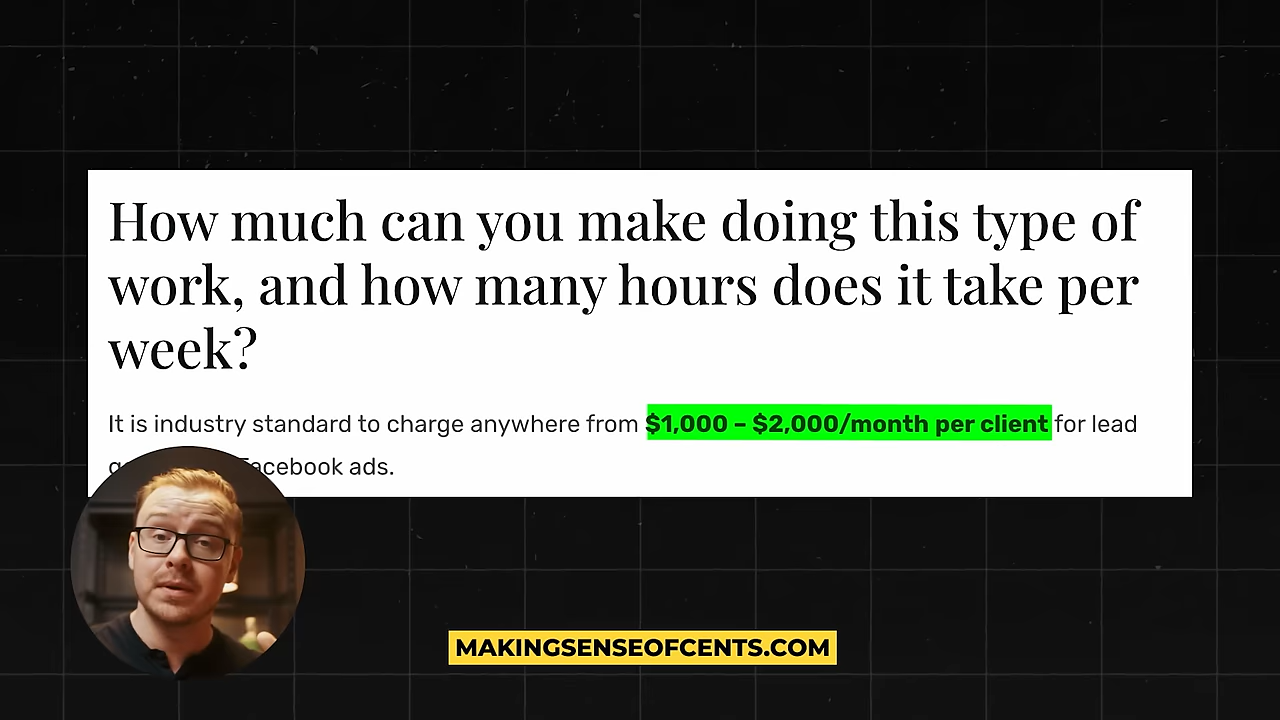 How much can you make doing this type of
work, and how many hours does it take per
week?
It is industry standard to charge anywhere from $1,000 – $2,000/month per client for lead
Facebook ads.
MAKINGSENSEOFCENTS.COM